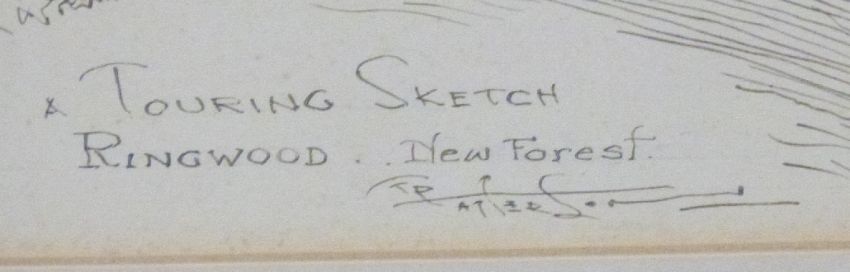 A TOURING SKETCH
RINGWOOD . . New Forest.